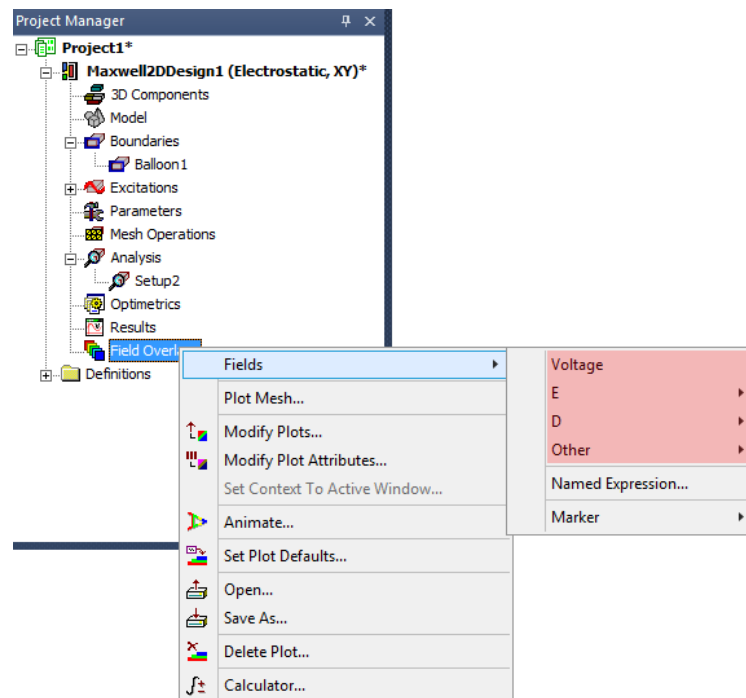 Project Manager
Project1*
Maxwell2DDesign1 (Electrostatic, XY)*
3D Components
Model
Boundaries
Balloon1
Excitations
Parameters
Mesh Operations
Analysis
Setup2
Optimetrics
Results
Field Overl
Definitions
Fields
Plot Mesh...
Modify Plots...
Modify Plot Attributes...
Set Context To Active Window...
Animate...
Set Plot Defaults...
Open...
Save As...
Delete Plot...
Calculator...
Voltage
E
D
Other
Named Expression...
Marker